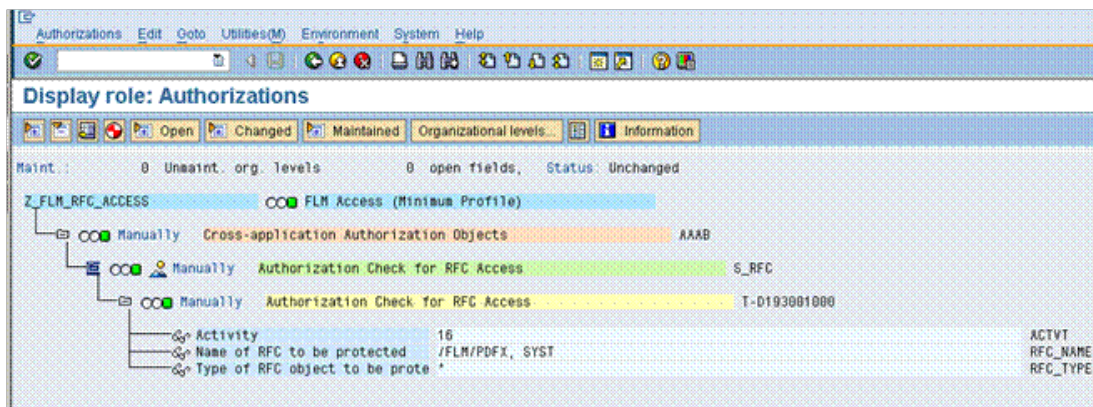 Authorizations Edit Goto Utilities(M) Environment System Help
Display role: Authorizations
Open Changed Maintained Organizational levels... Information
Maint.: 0 Unmaint. org. levels 0 open fields, Status: Unchanged
Z_FLM_RFC_ACCESS FLM Access (Minimum Profile)
Manually Cross-application Authorization Objects AAAB
Manually Authorization Check for RFC Access S_RFC
Manually Authorization Check for RFC Access T-D193001000
Activity 16 ACTVT
Name of RFC to be protected /FLM/PDFX, SYST RFC_NAME
Type of RFC object to be prote * RFC_TYPE